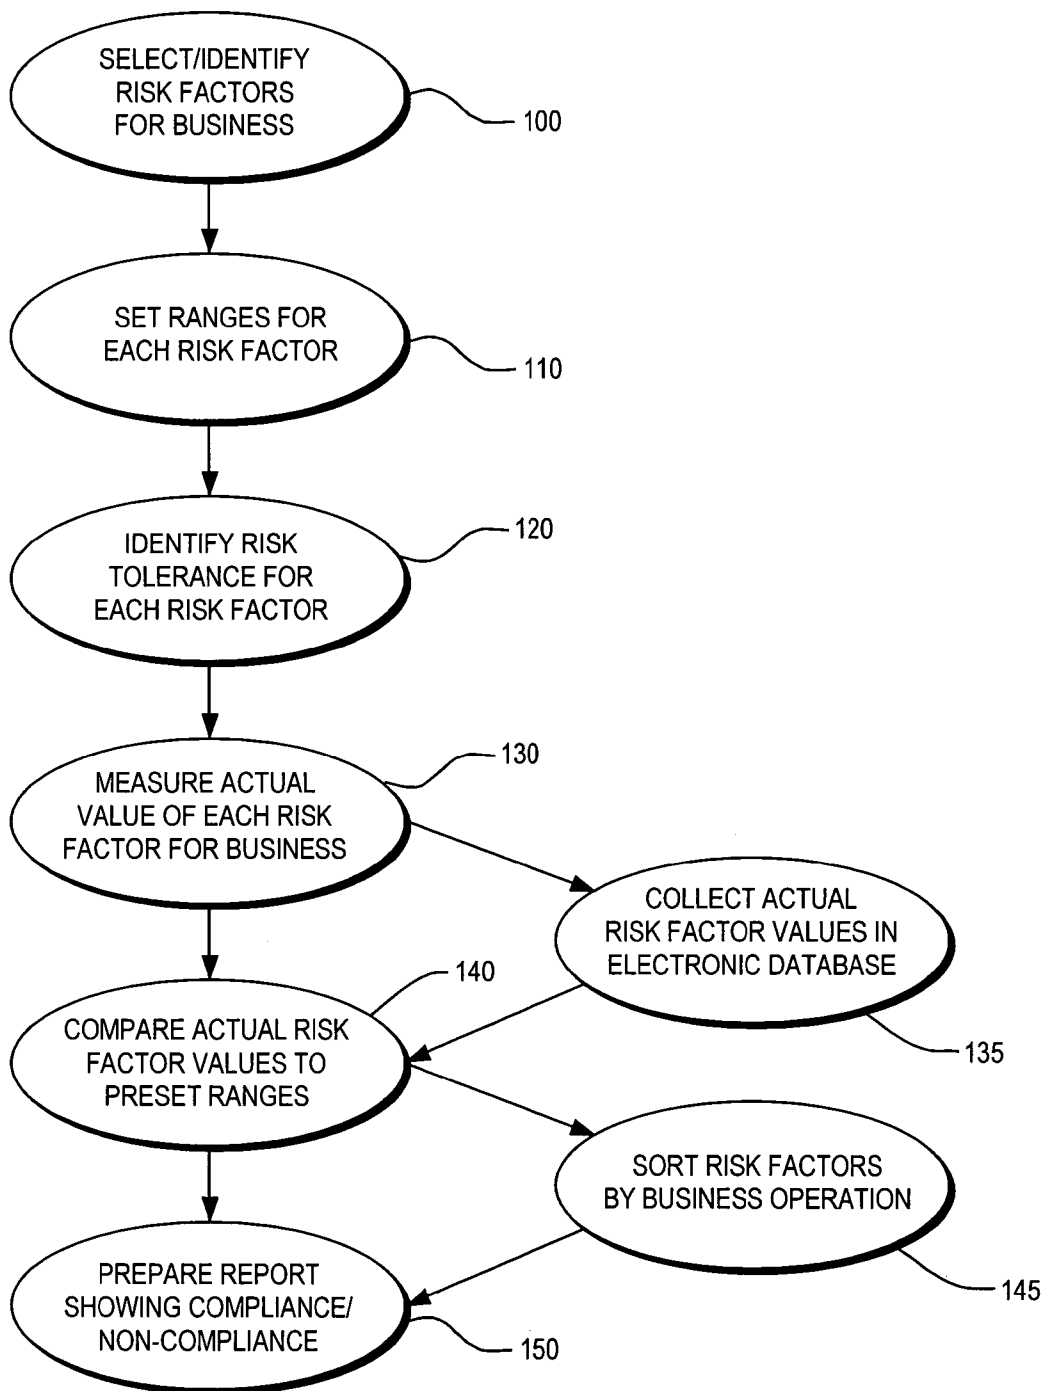 SELECT/IDENTIFY
RISK FACTORS
FOR BUSINESS
100
SET RANGES FOR
EACH RISK FACTOR
110
120
IDENTIFY RISK
TOLERANCE FOR
EACH RISK FACTOR
130
MEASURE ACTUAL
VALUE OF EACH RISK
FACTOR FOR BUSINESS
COLLECT ACTUAL
RISK FACTOR VALUES IN
ELECTRONIC DATABASE
135
140
COMPARE ACTUAL RISK
FACTOR VALUES TO
PRESET RANGES
SORT RISK FACTORS
BY BUSINESS OPERATION
145
PREPARE REPORT
SHOWING COMPLIANCE/
NON-COMPLIANCE
150